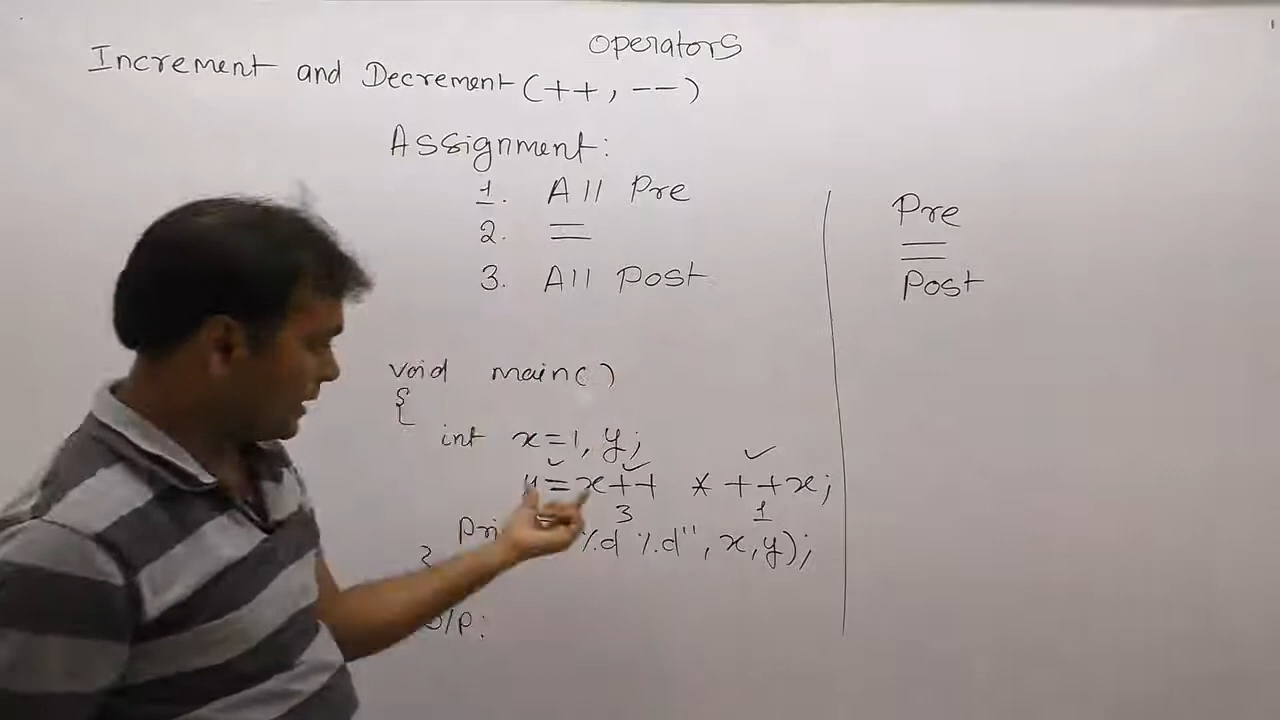 Operators
Increment and Decrement (++, --)
Assignment:
1. All Pre
2. =
3. All Post
Pre
=
Post
void main()
{
int x=1, y;
y=x++ * ++x;
3 1
%d %d", x,y);
}
O/P: